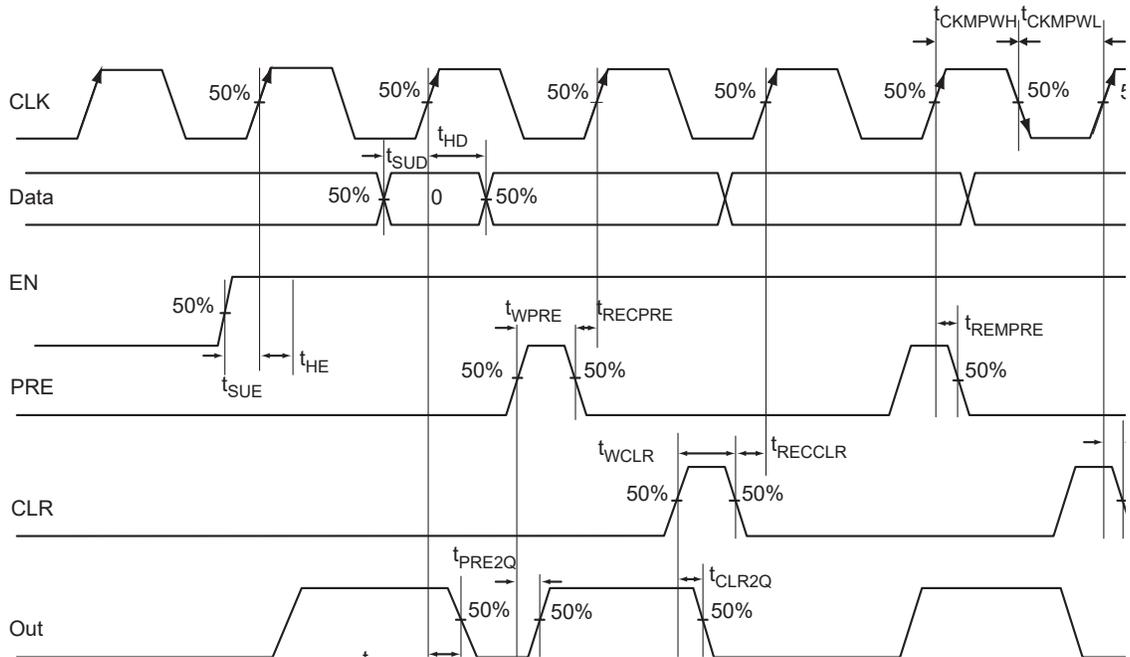 tCKMPWH tCKMPWL
CLK 50% 50% 50% 50% 50% 50%
tSUD tHD
Data 50% 0 50%
EN
50%
tSUE tHE
tWPRE tRECPRE tREMPRE
PRE 50% 50% 50%
tWCLR tRECCLR
CLR 50% 50%
tPRE2Q tCLR2Q
Out 50% 50% 50%